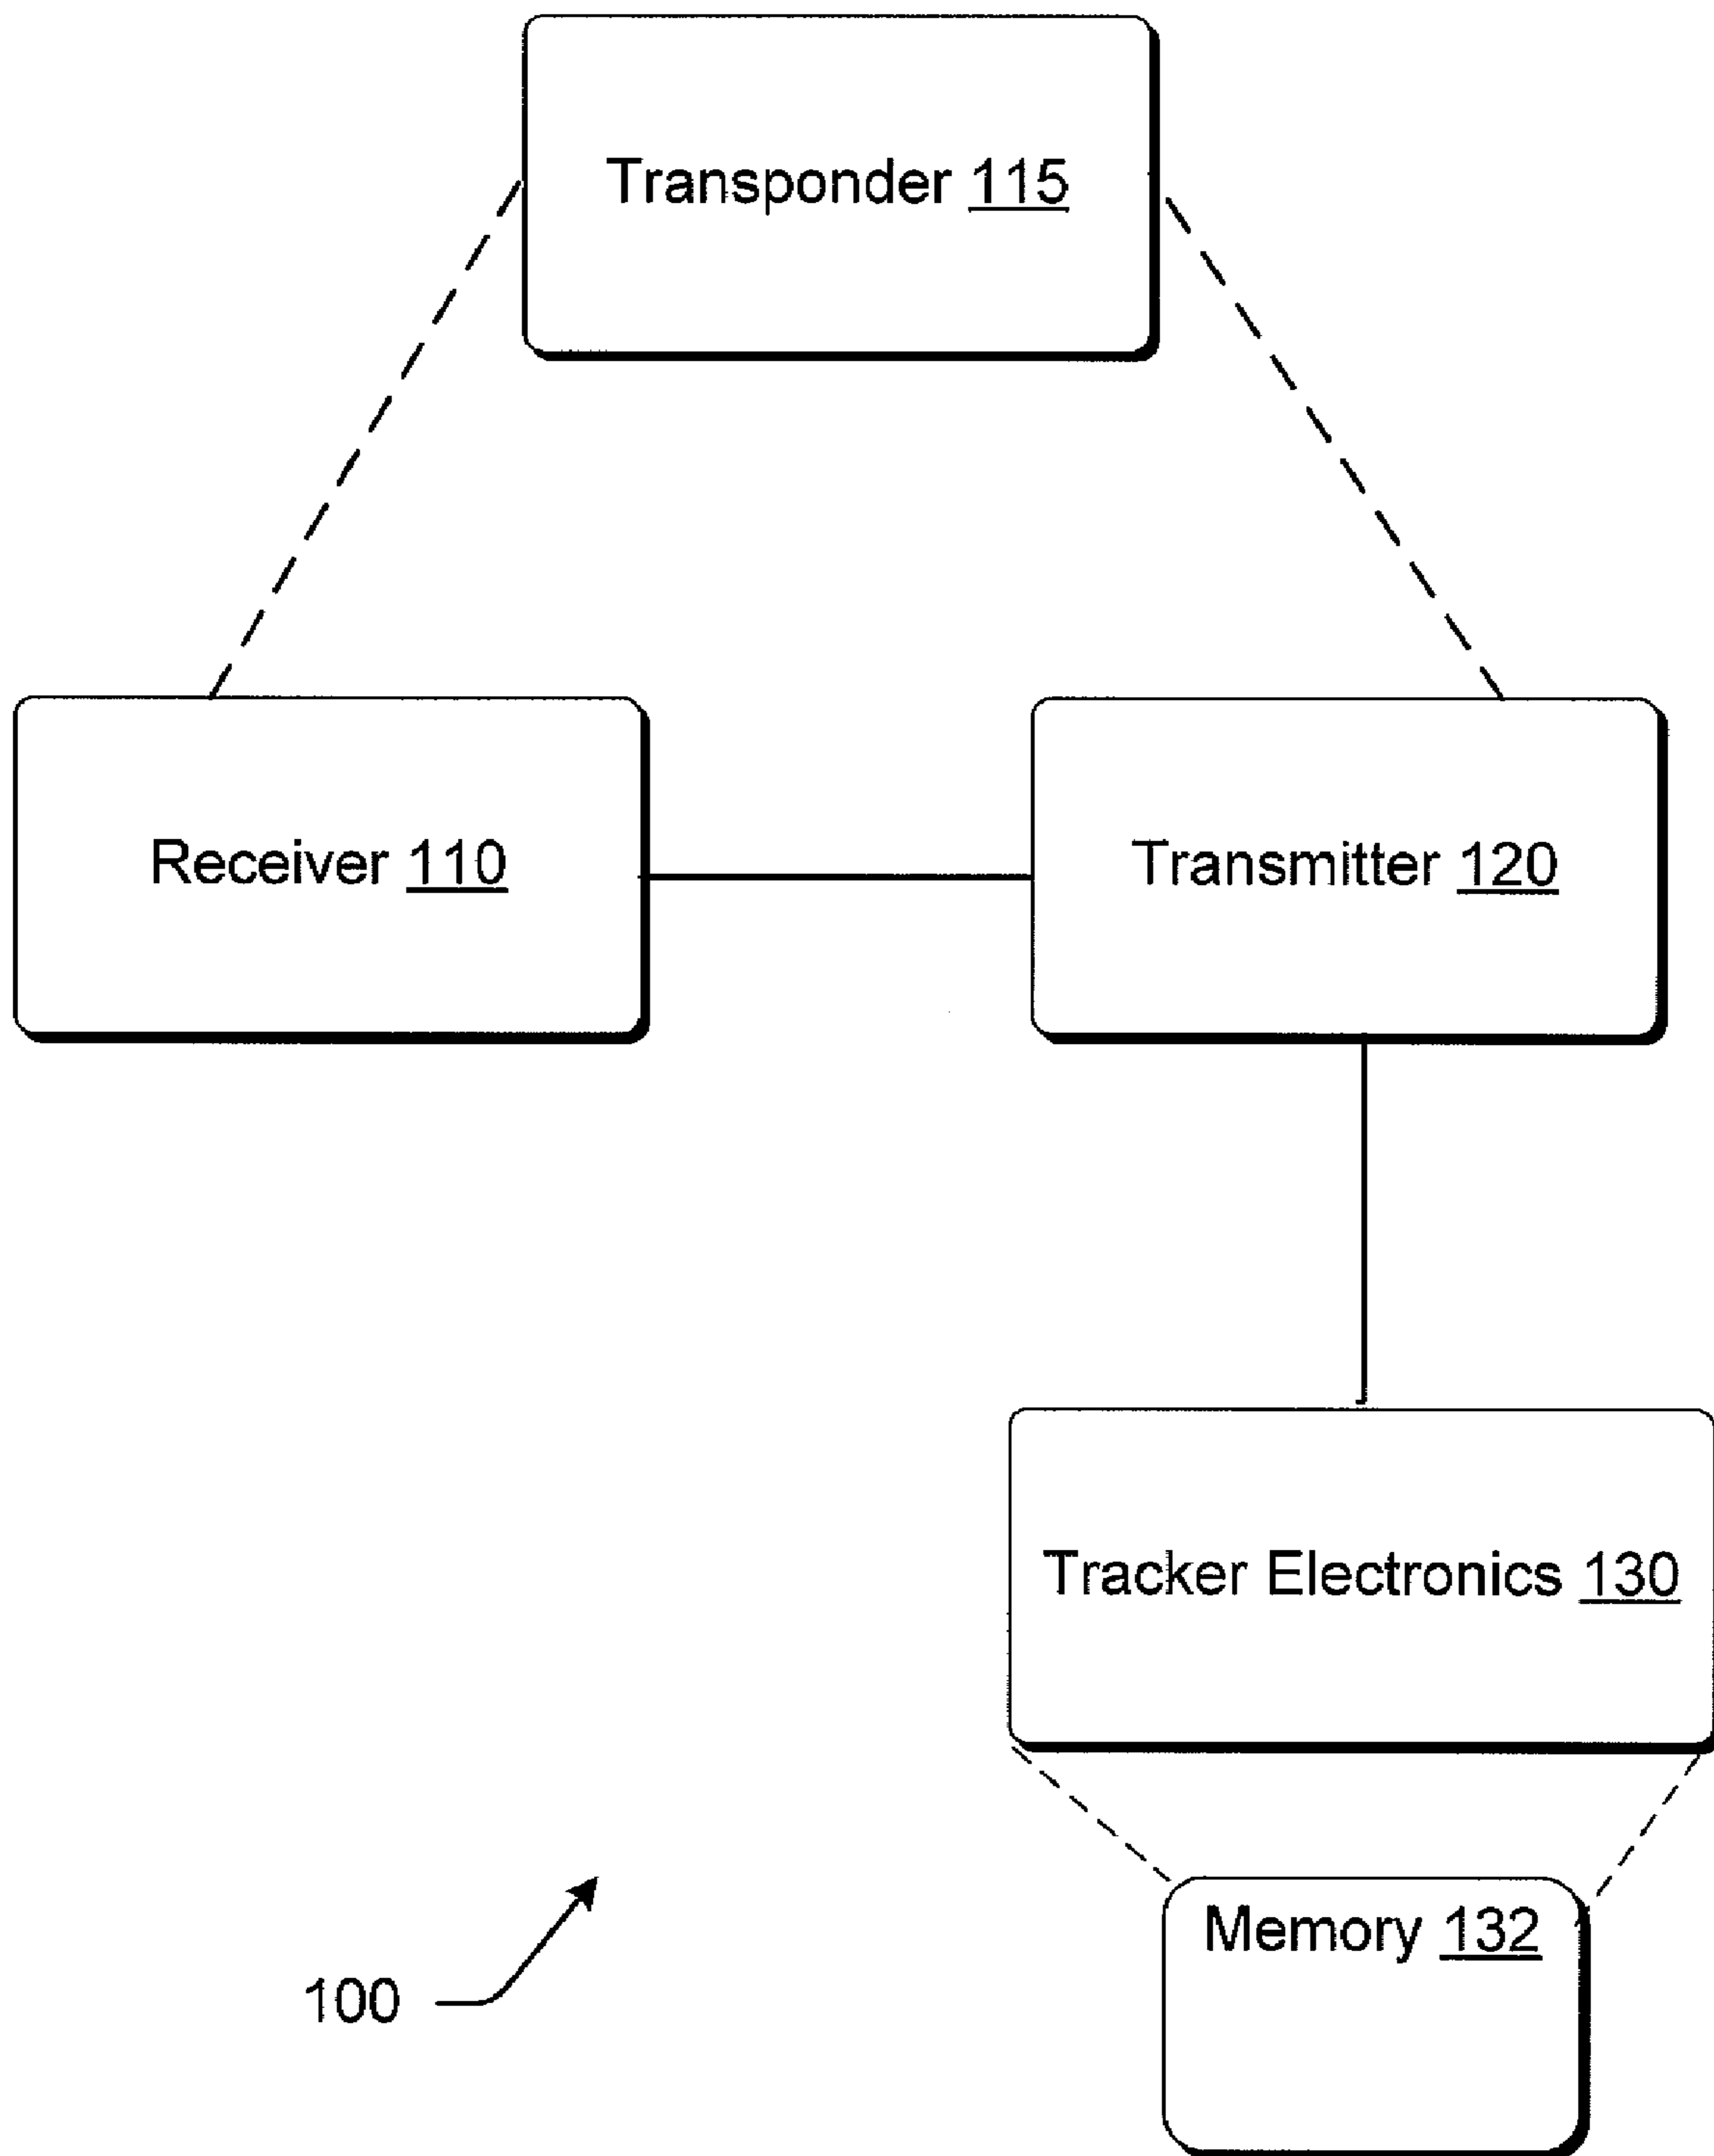 Transponder 115
Receiver 110
Transmitter 120
Tracker Electronics 130
Memory 132
100